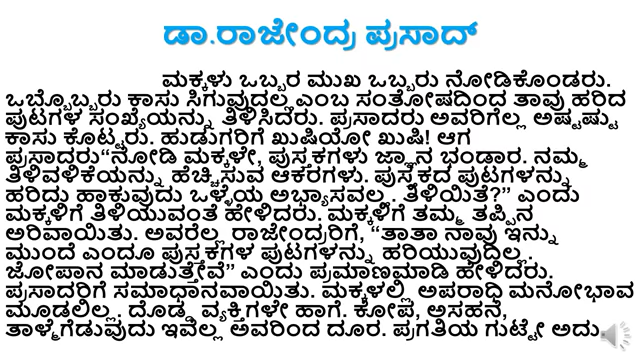 ಡಾ.ರಾಜೇಂದ್ರ ಪ್ರಸಾದ್
ಮಕ್ಕಳು ಒಬ್ಬರ ಮುಖ ಒಬ್ಬರು ನೋಡಿಕೊಂಡರು.
ಒಬ್ಬೊಬ್ಬರು ಕಾಸು ಸಿಗುವುದಲ್ಲ ಎಂಬ ಸಂತೋಷದಿಂದ ತಾವು ಹರಿದ
ಪುಟಗಳ ಸಂಖ್ಯೆಯನ್ನು ತಿಳಿಸಿದರು. ಪ್ರಸಾದರು ಅವರಿಗೆಲ್ಲ ಅಷ್ಟಷ್ಟು
ಕಾಸು ಕೊಟ್ಟರು. ಹುಡುಗರಿಗೆ ಖುಷಿಯೋ ಖುಷಿ! ಆಗ
ಪ್ರಸಾದರು“ನೋಡಿ ಮಕ್ಕಳೇ, ಪುಸ್ತಕಗಳು ಜ್ಞಾನ ಭಂಡಾರ. ನಮ್ಮ
ತಿಳಿವಳಿಕೆಯನ್ನು ಹೆಚ್ಚಿಸುವ ಆಕರಗಳು. ಪುಸ್ತಕದ ಪುಟಗಳನ್ನು
ಹರಿದು ಹಾಕುವುದು ಒಳ್ಳೆಯ ಅಭ್ಯಾಸವಲ್ಲ. ತಿಳಿಯಿತೆ?” ಎಂದು
ಮಕ್ಕಳಿಗೆ ತಿಳಿಯುವಂತೆ ಹೇಳಿದರು. ಮಕ್ಕಳಿಗೆ ತಮ್ಮ ತಪ್ಪಿನ
ಅರಿವಾಯಿತು. ಅವರೆಲ್ಲ ರಾಜೇಂದ್ರರಿಗೆ, “ತಾತಾ ನಾವು ಇನ್ನು
ಮುಂದೆ ಎಂದೂ ಪುಸ್ತಕಗಳ ಪುಟಗಳನ್ನು ಹರಿಯುವುದಿಲ್ಲ.
ಜೋಪಾನ ಮಾಡುತ್ತೇವೆ” ಎಂದು ಪ್ರಮಾಣಮಾಡಿ ಹೇಳಿದರು.
ಪ್ರಸಾದರಿಗೆ ಸಮಾಧಾನವಾಯಿತು. ಮಕ್ಕಳಲ್ಲಿ ಅಪರಾಧಿ ಮನೋಭಾವ
ಮೂಡಲಿಲ್ಲ. ದೊಡ್ಡ ವ್ಯಕ್ತಿಗಳೇ ಹಾಗೆ. ಕೋಪ, ಅಸಹನೆ,
ತಾಳ್ಮೆಗೆಡುವುದು ಇವೆಲ್ಲ ಅವರಿಂದ ದೂರ. ಪ್ರಗತಿಯ ಗುಟ್ಟೇ ಅದು.